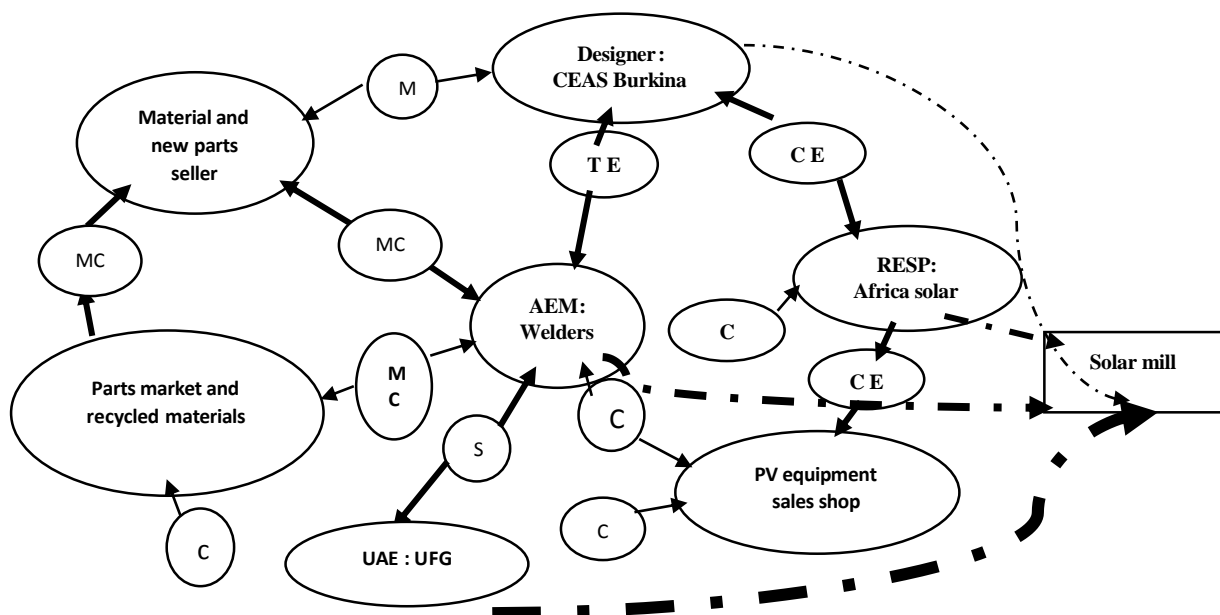 Designer:
CEAS Burkina
M
Material and
new parts
seller
T E
C E
MC
MC
RESP:
Africa solar
AEM:
Welders
C
Solar mill
M
C
C E
Parts market and
recycled materials
C
S
PV equipment
sales shop
C
C
UAE : UFG